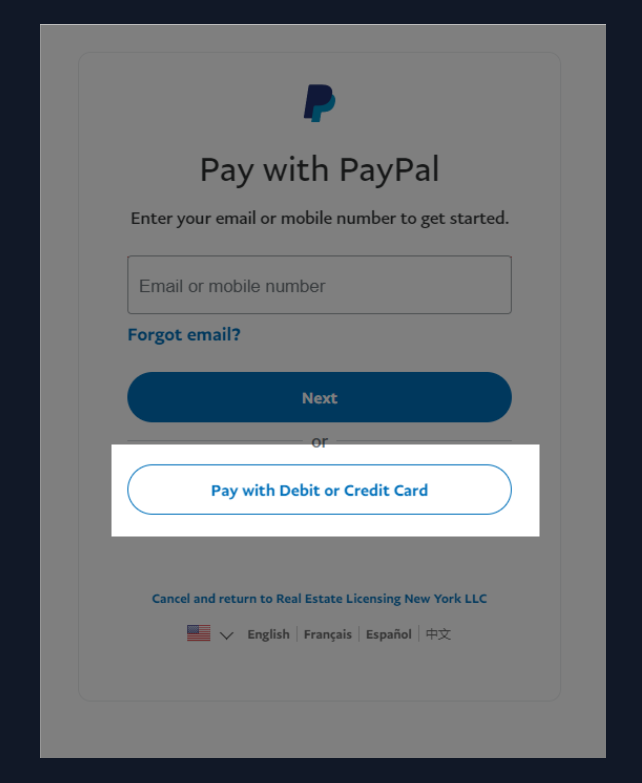 Pay with PayPal
Enter your email or mobile number to get started.
Email or mobile number
Forgot email?
Next
or
Pay with Debit or Credit Card
Cancel and return to Real Estate Licensing New York LLC
English | Français | Español | 中文